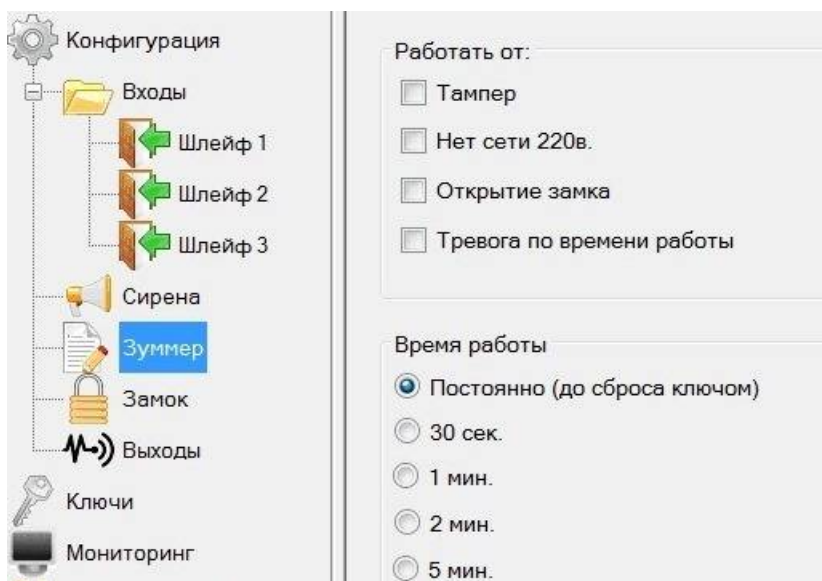 Конфигурация
Входы
Шлейф 1
Шлейф 2
Шлейф 3
Сирена
Зуммер
Замок
Выходы
Ключи
Мониторинг
Работать от:
Тампер
Нет сети 220в.
Открытие замка
Тревога по времени работы
Время работы
Постоянно (до сброса ключом)
30 сек.
1 мин.
2 мин.
5 мин.